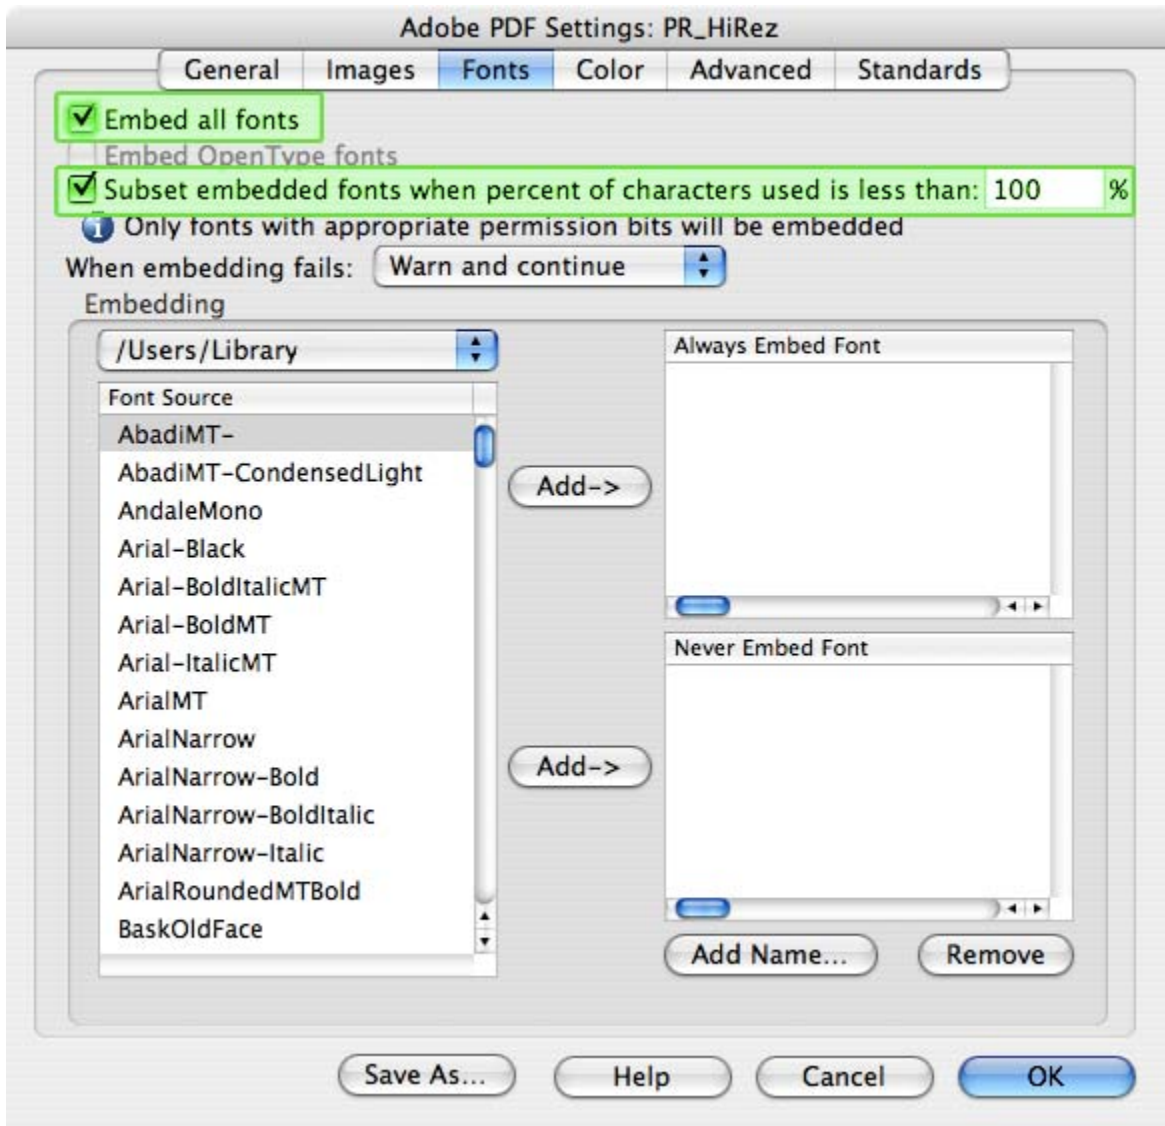 Adobe PDF Settings: PR_HiRez
General Images Fonts Color Advanced Standards
Embed all fonts
Embed OpenType fonts
Subset embedded fonts when percent of characters used is less than: 100 %
Only fonts with appropriate permission bits will be embedded
When embedding fails: Warn and continue
Embedding
/Users/Library
Font Source
AbadiMT-
AbadiMT-CondensedLight
AndaleMono
Arial-Black
Arial-BoldItalicMT
Arial-BoldMT
Arial-ItalicMT
ArialMT
ArialNarrow
ArialNarrow-Bold
ArialNarrow-BoldItalic
ArialNarrow-Italic
ArialRoundedMTBold
BaskOldFace
Add->
Add->
Always Embed Font
Never Embed Font
Add Name... Remove
Save As... Help Cancel OK